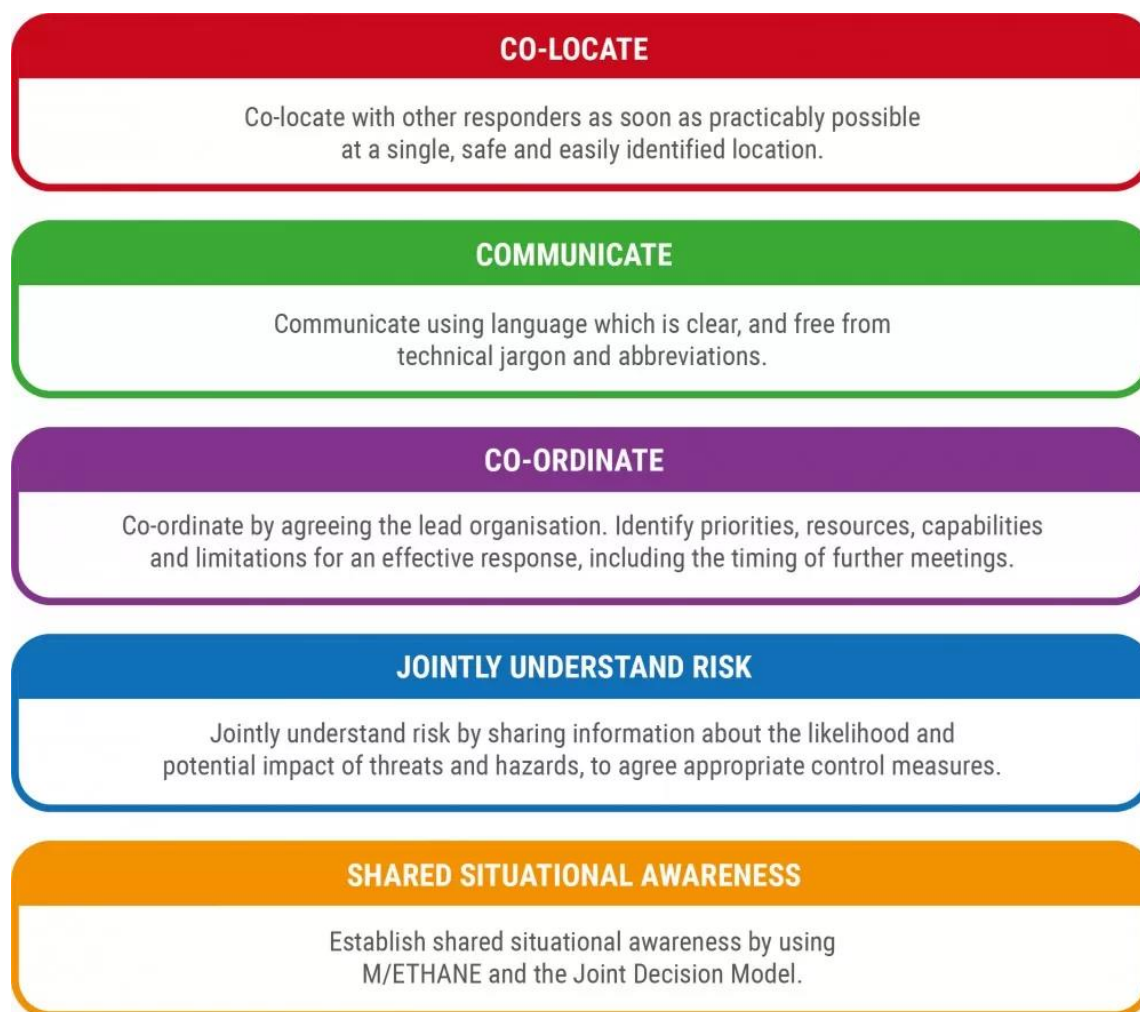 CO-LOCATE
Co-locate with other responders as soon as practicably possible
at a single, safe and easily identified location.
COMMUNICATE
Communicate using language which is clear, and free from
technical jargon and abbreviations.
CO-ORDINATE
Co-ordinate by agreeing the lead organisation. Identify priorities, resources, capabilities
and limitations for an effective response, including the timing of further meetings.
JOINTLY UNDERSTAND RISK
Jointly understand risk by sharing information about the likelihood and
potential impact of threats and hazards, to agree appropriate control measures.
SHARED SITUATIONAL AWARENESS
Establish shared situational awareness by using
M/ETHANE and the Joint Decision Model.